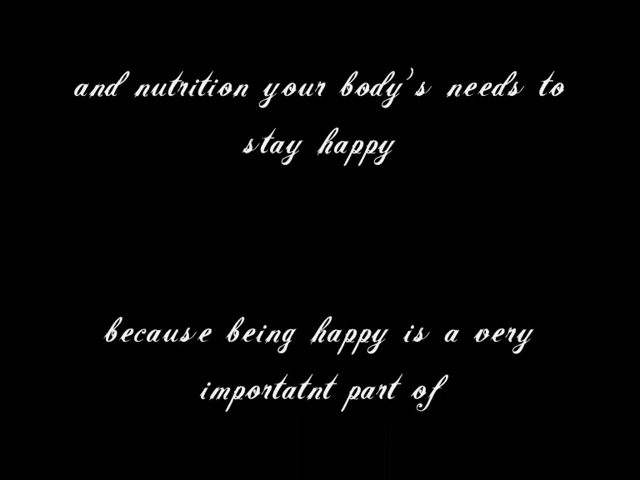 and nutrition your body's needs to
stay happy
because being happy is a very
importatnt part of